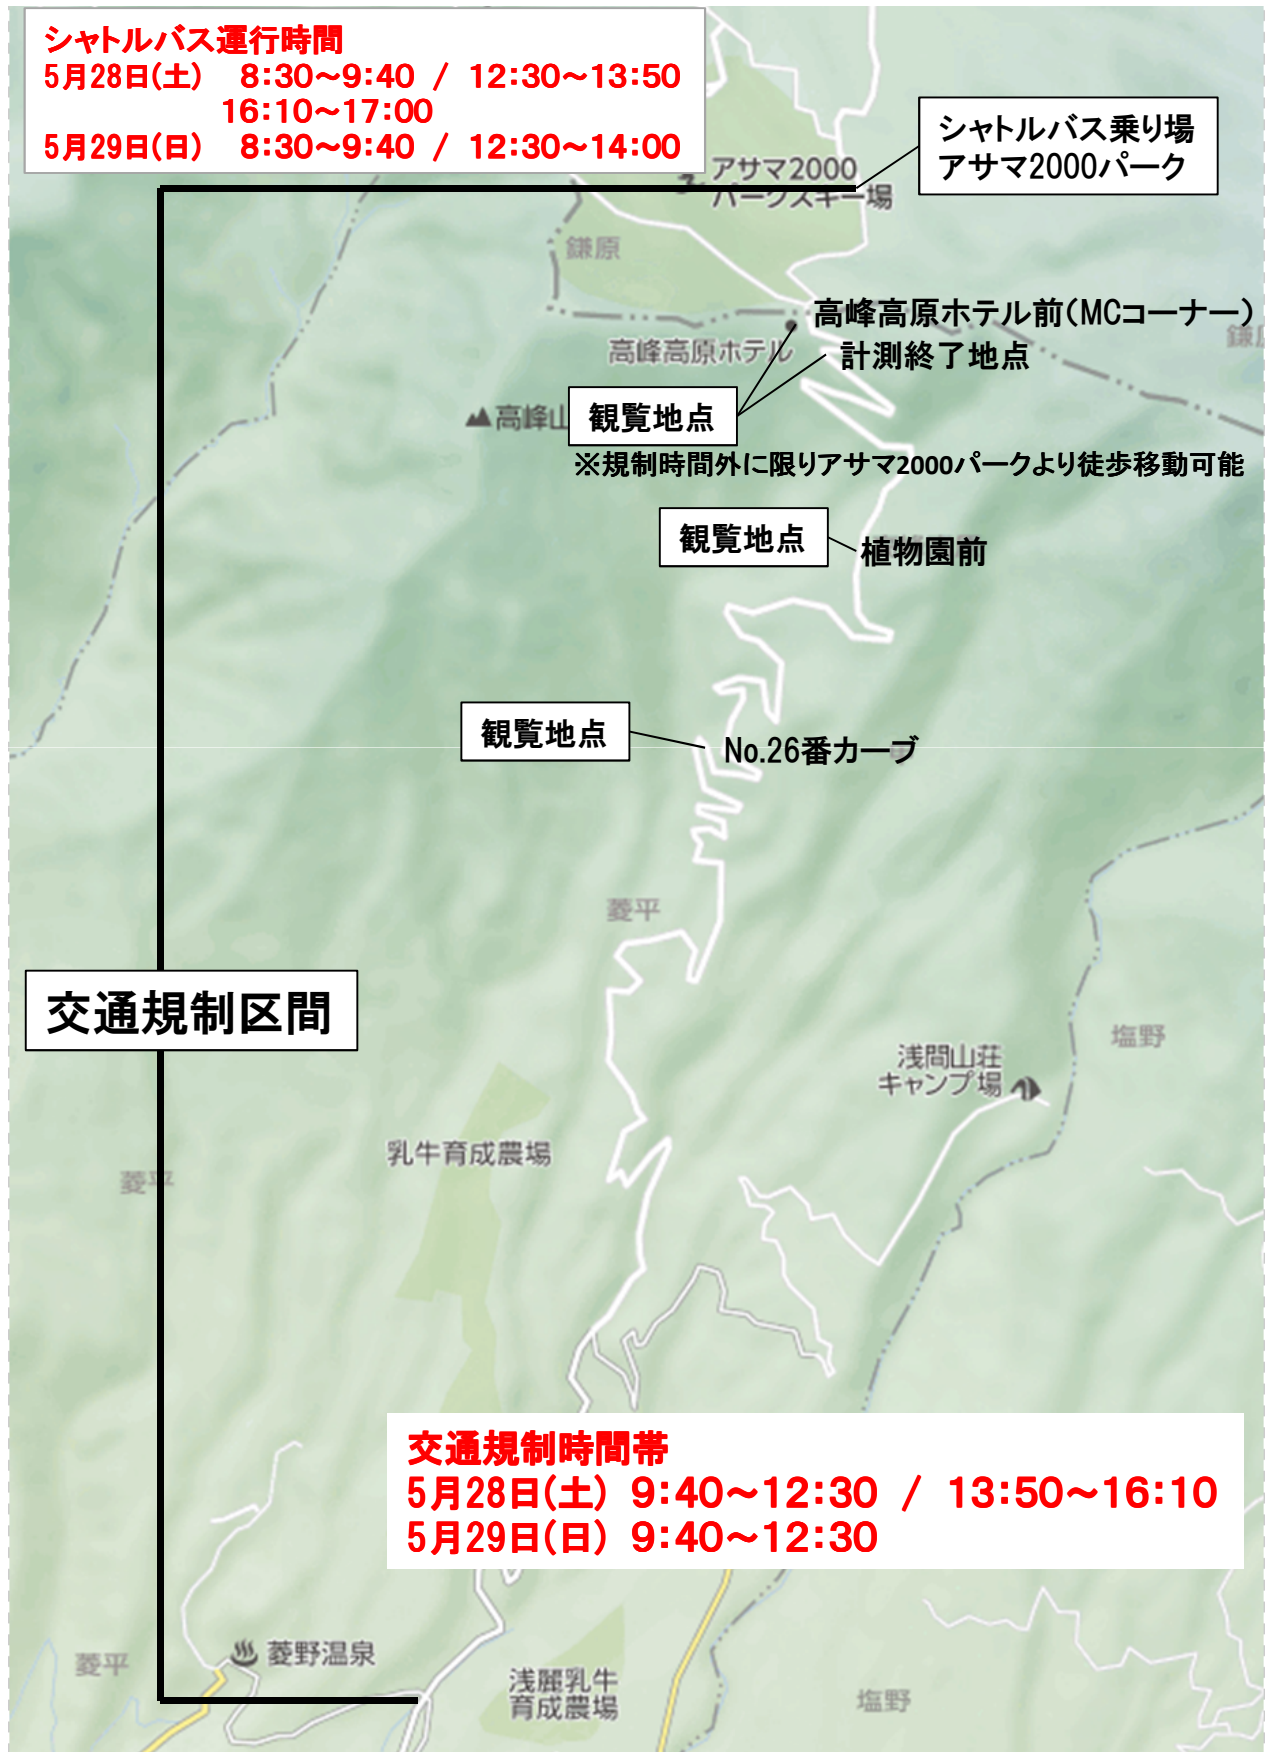 シャトルバス運行時間
5月28日(土) 8:30～9:40 / 12:30～13:50
16:10～17:00
5月29日(日) 8:30～9:40 / 12:30～14:00
シャトルバス乗り場
アサマ2000パーク
アサマ2000
パークスキー場
鎌原
高峰高原ホテル前(MCコーナー)
鎌原
高峰高原ホテル
計測終了地点
高峰山
観覧地点
※規制時間外に限りアサマ2000パークより徒歩移動可能
観覧地点
植物園前
観覧地点
No.26番カーブ
菱平
交通規制区間
塩野
浅間山荘
キャンプ場
乳牛育成農場
菱平
交通規制時間帯
5月28日(土) 9:40～12:30 / 13:50～16:10
5月29日(日) 9:40～12:30
菱野温泉
菱平
浅麓乳牛
育成農場
塩野